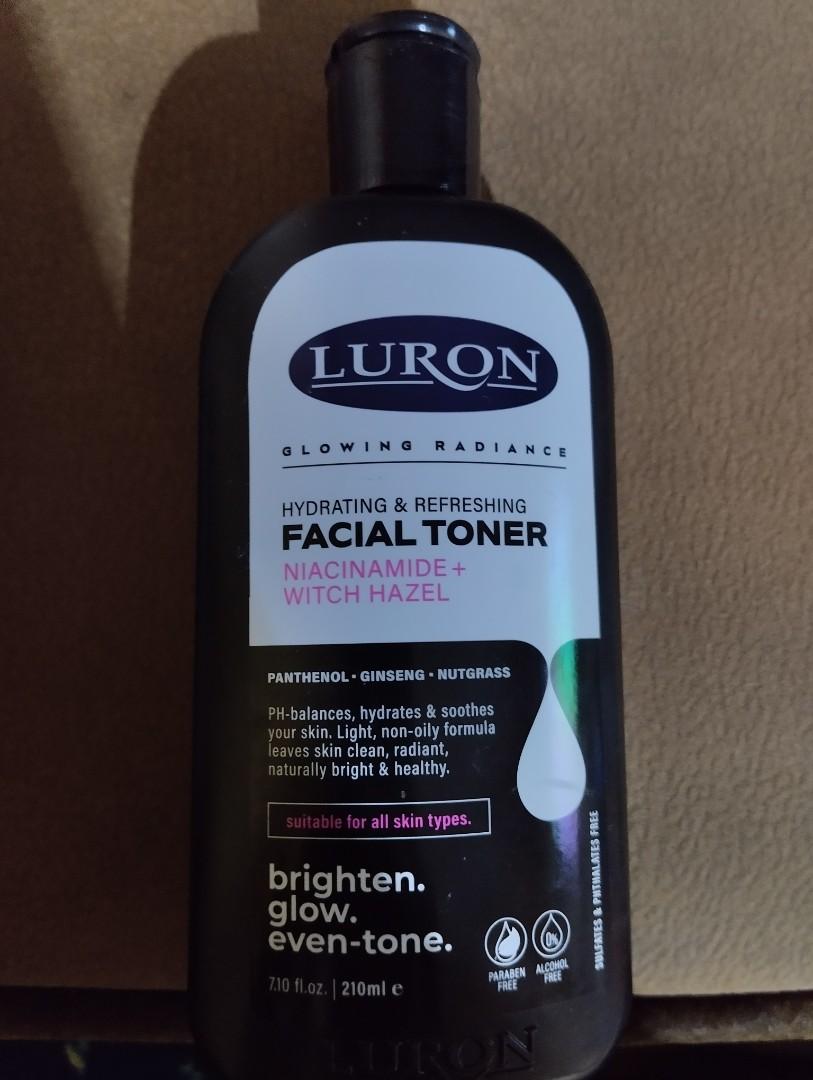 LURON
GLOWING RADIANCE
HYDRATING & REFRESHING
FACIAL TONER
NIACINAMIDE+
WITCH HAZEL
PANTHENOL • GINSENG • NUTGRASS
PH-balances, hydrates & soothes
your skin. Light, non-oily formula
leaves skin clean, radiant,
naturally bright & healthy.
suitable for all skin types.
brighten.
glow.
even-tone.
7.10 fl.oz. | 210ml e
PARABEN
FREE
0%
ALCOHOL
FREE
SULFATES & PHTHALATES FREE
LURON